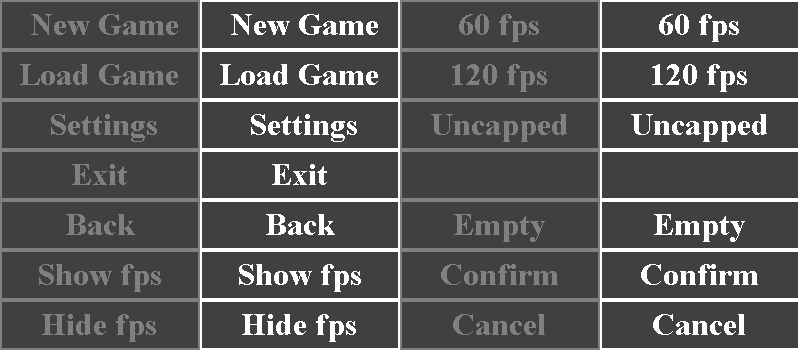 New Game New Game 60 fps 60 fps
Load Game Load Game 120 fps 120 fps
Settings Settings Uncapped Uncapped
Exit Exit
Back Back Empty Empty
Show fps Show fps Confirm Confirm
Hide fps Hide fps Cancel Cancel